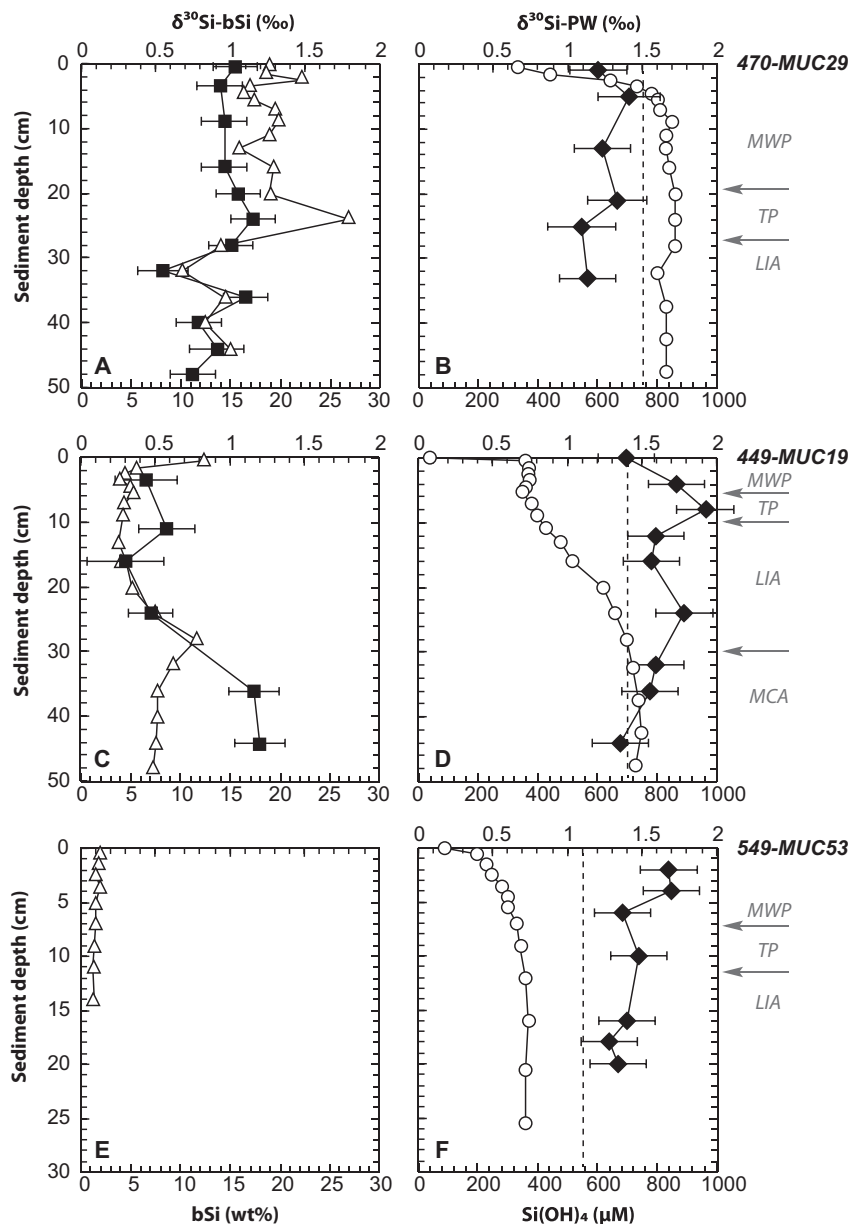 δ³⁰Si-bSi (‰) δ³⁰Si-PW (‰)
0 0.5 1 1.5 2 0 0.5 1 1.5 2
470-MUC29
0
10
20
30
40
50
Sediment depth (cm)
A
B
MWP
TP
LIA
0 5 10 15 20 25 30 0 200 400 600 800 1000
0 0.5 1 1.5 2 0 0.5 1 1.5 2
449-MUC19
0
10
20
30
40
50
Sediment depth (cm)
C
D
MWP
TP
LIA
MCA
0 5 10 15 20 25 30 0 200 400 600 800 1000
0 0.5 1 1.5 2
549-MUC53
0
5
10
15
20
25
30
Sediment depth (cm)
E
F
MWP
TP
LIA
0 5 10 15 20 25 30 0 200 400 600 800 1000
bSi (wt%) Si(OH)₄ (μM)